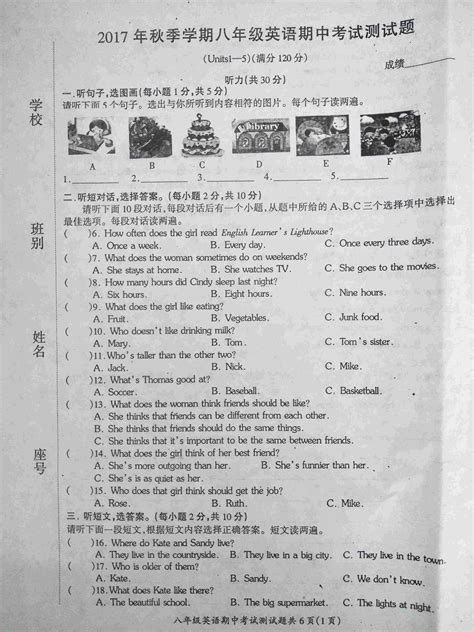 2017 年秋季学期八年级英语期中考试测试题
(Units1—5)(满分 120 分)
成绩
听力(共 30 分)
学校
班别
姓名
座号
一.听句子,选图画(每小题 1 分,共 5 分)
请听下面 5 个句子。选出与你所听到内容相符的图片。每个句子读两遍。
Library
A B C D E F
1. 2. 3. 4. 5.
二.听短对话,选择答案。(每小题 2 分,共 10 分)
请听下面 10 段对话,每段对话后有一个小题,从题中所给的 A、B、C 三个选项中选择出
最佳选项。每段对话读两遍。
( )6. How often does the girl read English Learner's Lighthouse?
A. Once a week. B. Every day. C. Once every three days.
( )7. What does the woman sometimes do on weekends?
A. She stays at home. B. She watches TV. C. She goes to the movies.
( )8. How many hours did Cindy sleep last night?
A. Six hours. B. Eight hours. C. Nine hours.
( )9. What does the girl like eating?
A. Fruit. B. Vegetables. C. Junk food.
( )10. Who doesn't like drinking milk?
A. Mary. B. Tom. C. Tom's sister.
( )11.Who's taller than the other two?
A. Jack. B. Nick. C. Mike.
( )12. What's Thomas good at?
A. Soccer. B. Baseball. C. Basketball.
( )13. What does the woman think friends should be like?
A. She thinks that friends can be different from each other.
B. She thinks that friends should do the same things.
C. She thinks that it's important to be the same between friends.
( )14. What does the girl think of her best friend?
A. She's more outgoing than her. B. She's funnier than her.
C. She's is as quiet as her.
( )15. Who does that girl think should get the job?
A. Rose. B. Ruth. C. Mary.
三. 听短文,选答案。(每小题 2 分,共 10 分)
请听下面一段短文,根据短文内容选择正确答案。短文读两遍。
( )16. Where do Kate and Sandy live?
A. They live in the countryside. B. They live in a big city. C. They live in the town.
( )17. Who is older of them?
A. Kate. B. Sandy. C. We don't know.
( )18.What does Kate like there?
A. The beautiful school. B. The big supermarket. C. The lights at night.
八年级英语期中考试测试题共 6 页(1 页)